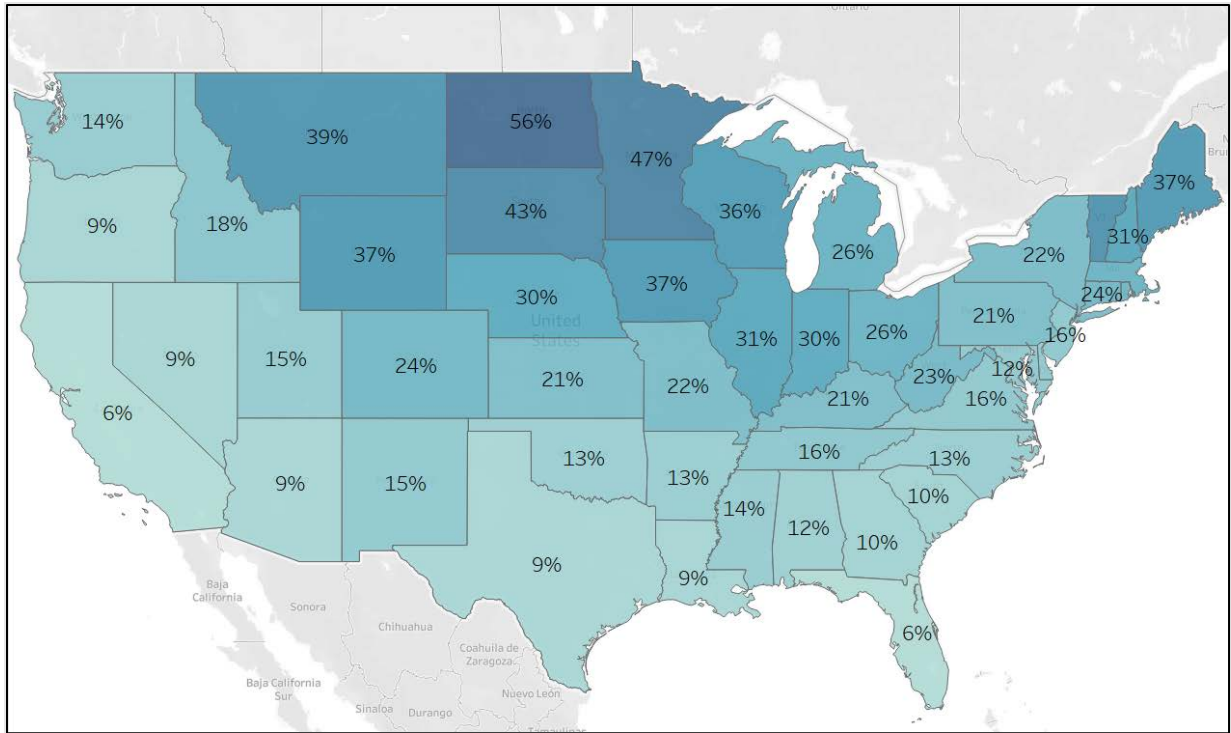 Ontario
14%
39%
56%
47%
37%
9%
18%
43%
36%
31%
37%
26%
22%
30%
37%
24%
United
States
21%
16%
9%
15%
24%
31%
30%
26%
12%
21%
22%
23%
6%
21%
16%
16%
13%
13%
9%
15%
13%
10%
14%
12%
10%
9%
9%
6%
Baja
California
Sonora
Chihuahua
Coahuila de
Zaragoza
Baja California
Sur
Nuevo León
Sinaloa
Durango
Tamaulipas